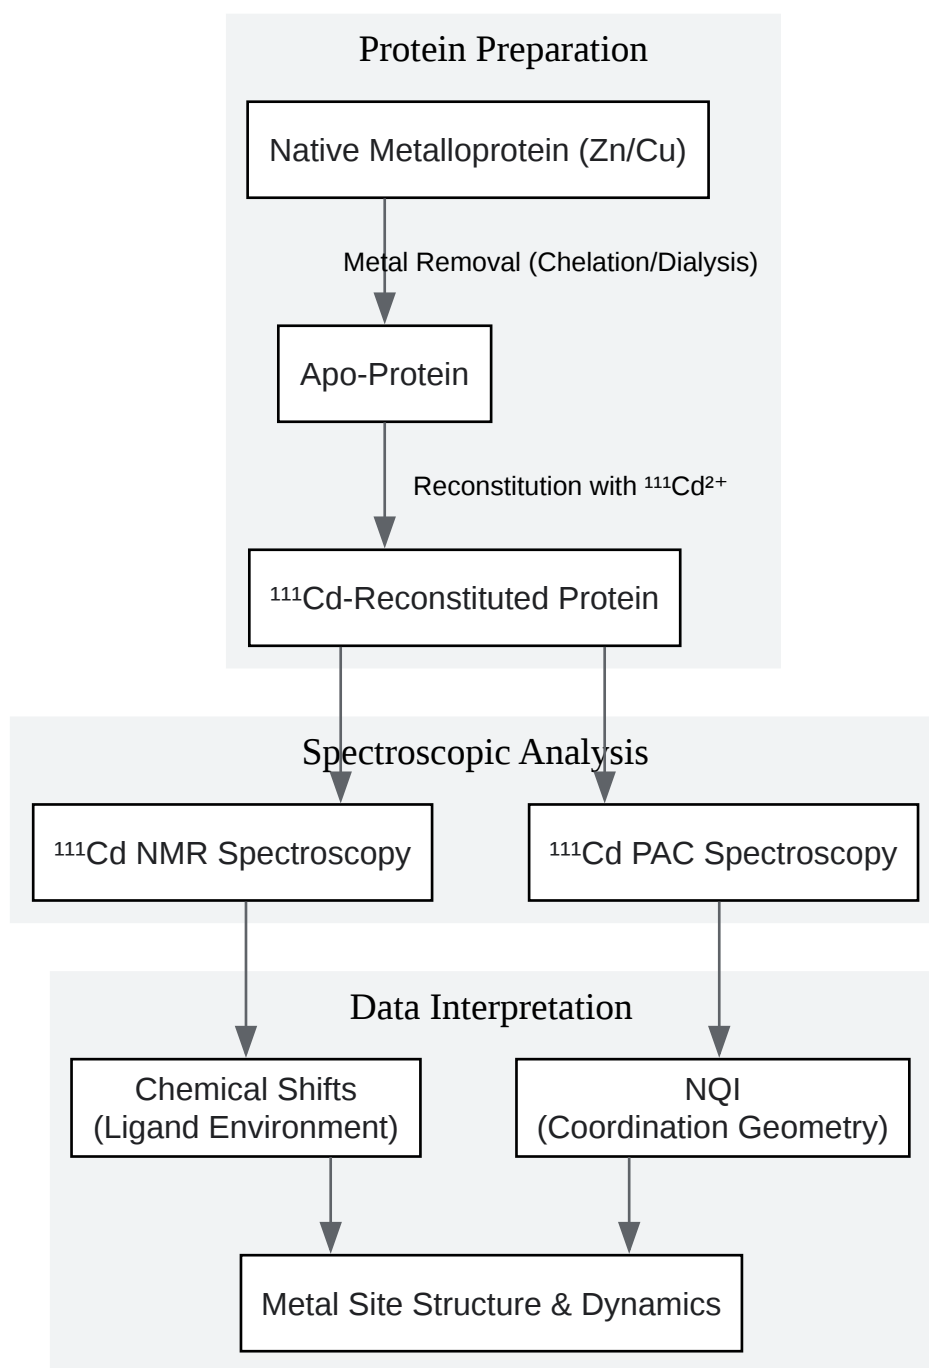 Protein Preparation
Native Metalloprotein (Zn/Cu)
Metal Removal (Chelation/Dialysis)
Apo-Protein
Reconstitution with ¹¹¹Cd²⁺
¹¹¹Cd-Reconstituted Protein
Spectroscopic Analysis
¹¹¹Cd NMR Spectroscopy
¹¹¹Cd PAC Spectroscopy
Data Interpretation
Chemical Shifts
(Ligand Environment)
NQI
(Coordination Geometry)
Metal Site Structure & Dynamics